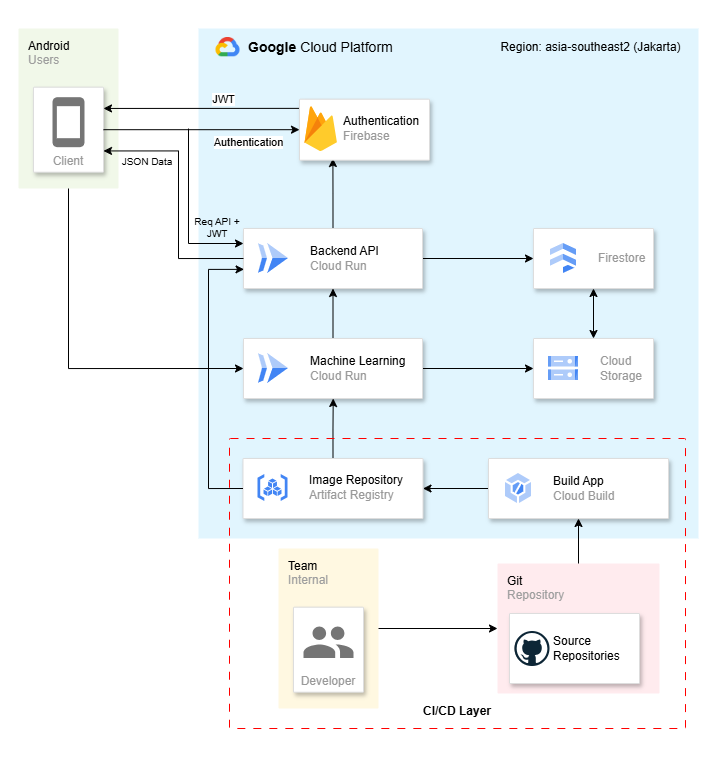 Android
Users
Client
Google Cloud Platform
Region: asia-southeast2 (Jakarta)
JWT
Authentication
JSON Data
Authentication
Firebase
Req API +
JWT
Backend API
Cloud Run
Firestore
Machine Learning
Cloud Run
Cloud
Storage
Image Repository
Artifact Registry
Build App
Cloud Build
Team
Internal
Developer
Git
Repository
Source
Repositories
CI/CD Layer